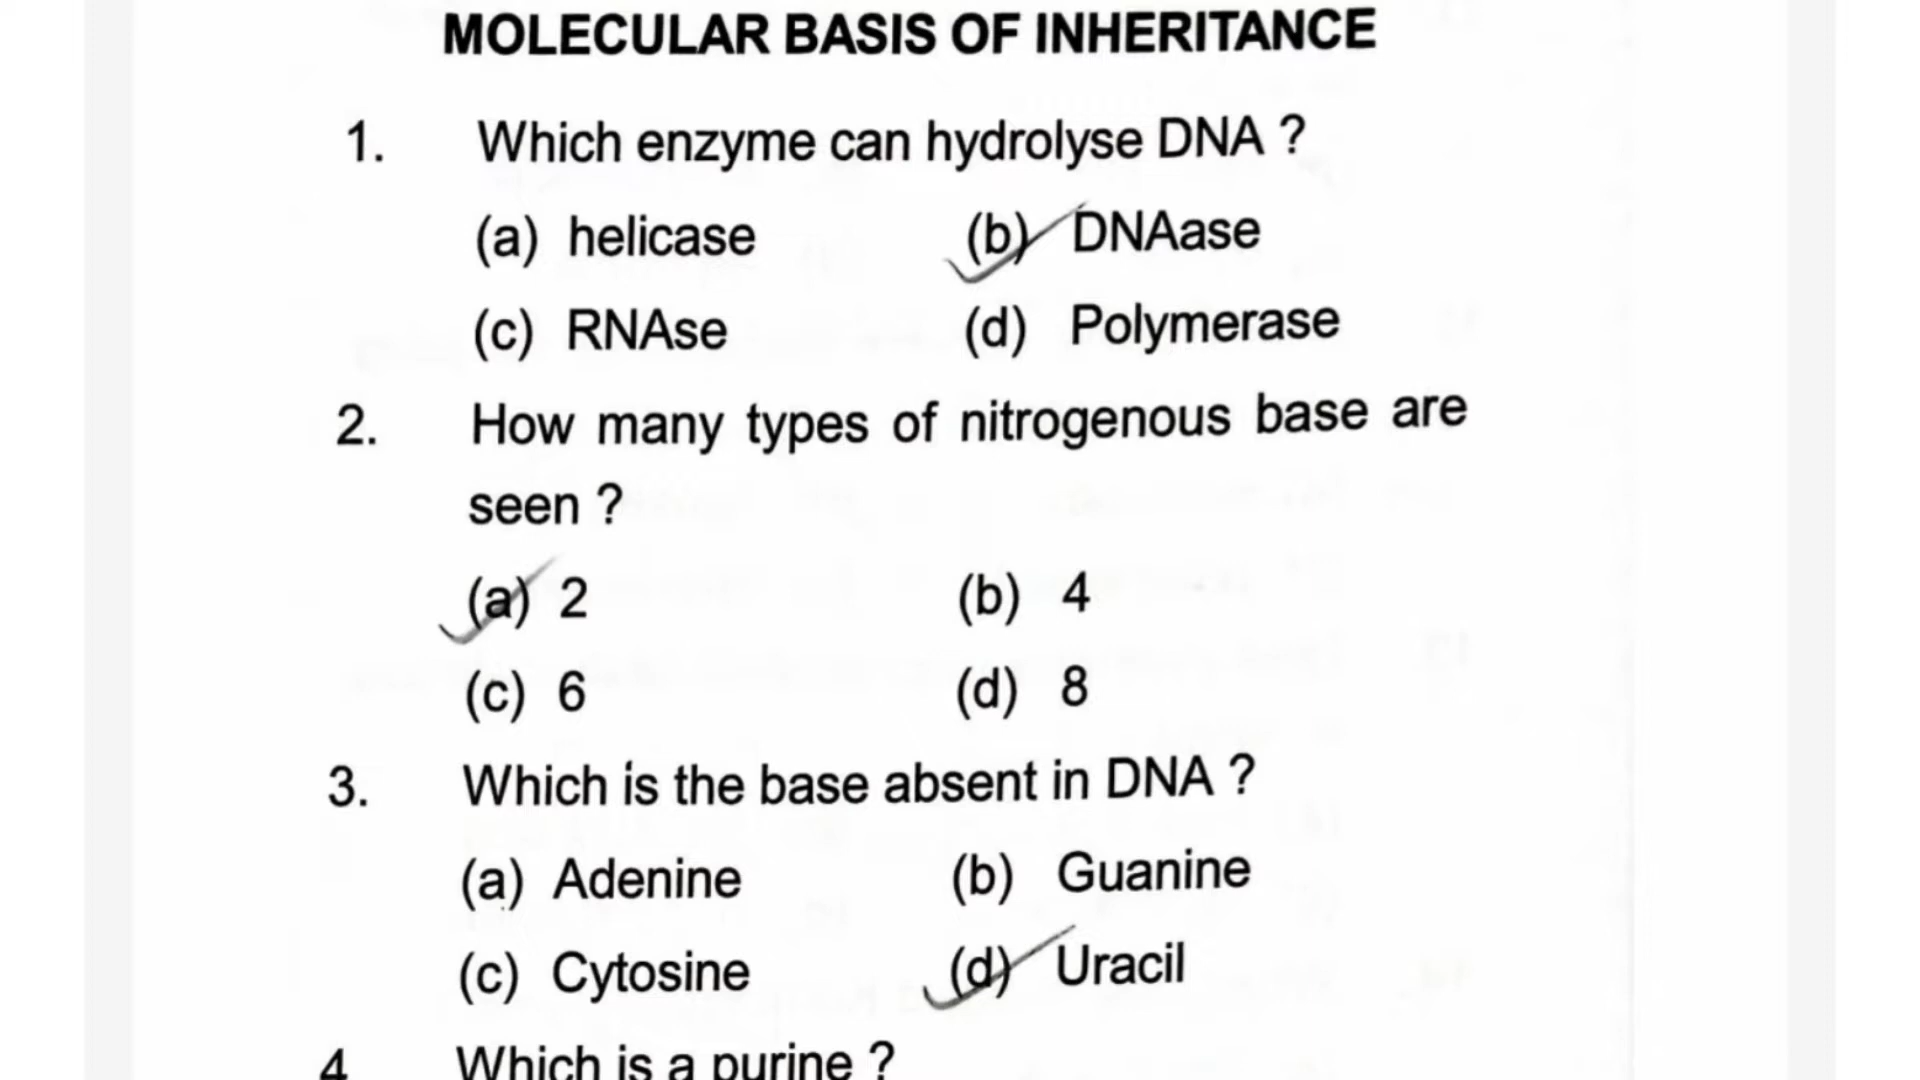 MOLECULAR BASIS OF INHERITANCE
1. Which enzyme can hydrolyse DNA ?
(a) helicase (b) DNAase
(c) RNAse (d) Polymerase
2. How many types of nitrogenous base are
seen ?
(a) 2 (b) 4
(c) 6 (d) 8
3. Which is the base absent in DNA ?
(a) Adenine (b) Guanine
(c) Cytosine (d) Uracil
4 Which is a purine ?